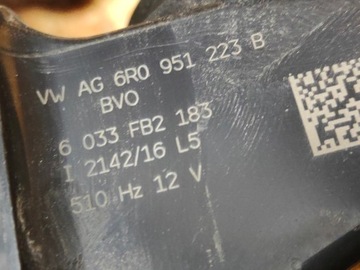 VW AG 6R0 951 223 B
BVO
6 033 FB2 183
I 2142/16 L5
510 Hz 12 V